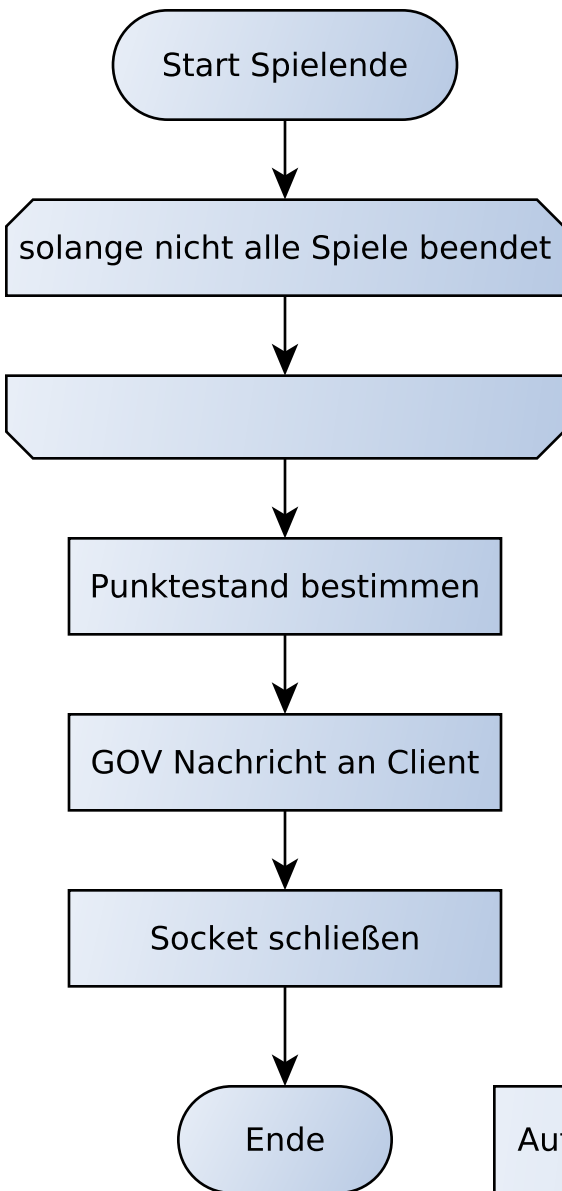 Start Spielende
solange nicht alle Spiele beendet
Punktestand bestimmen
GOV Nachricht an Client
Socket schließen
Ende